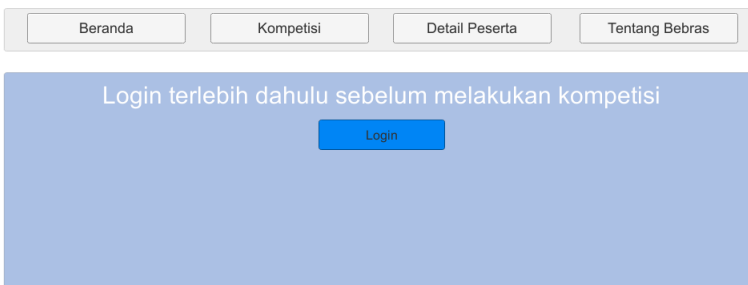 Beranda Kompetisi Detail Peserta Tentang Bebras
Login terlebih dahulu sebelum melakukan kompetisi
Login